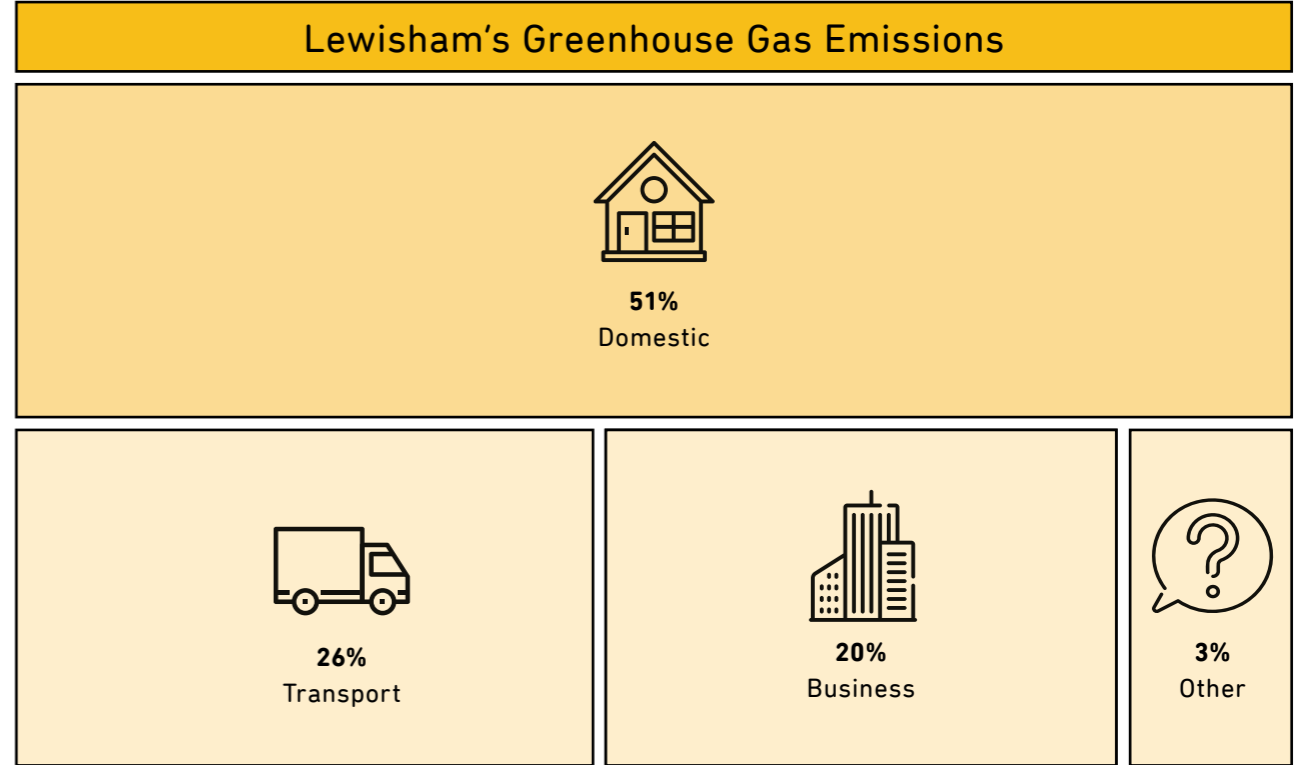 Lewisham’s Greenhouse Gas Emissions
51%
Domestic
26%
Transport
20%
Business
3%
Other